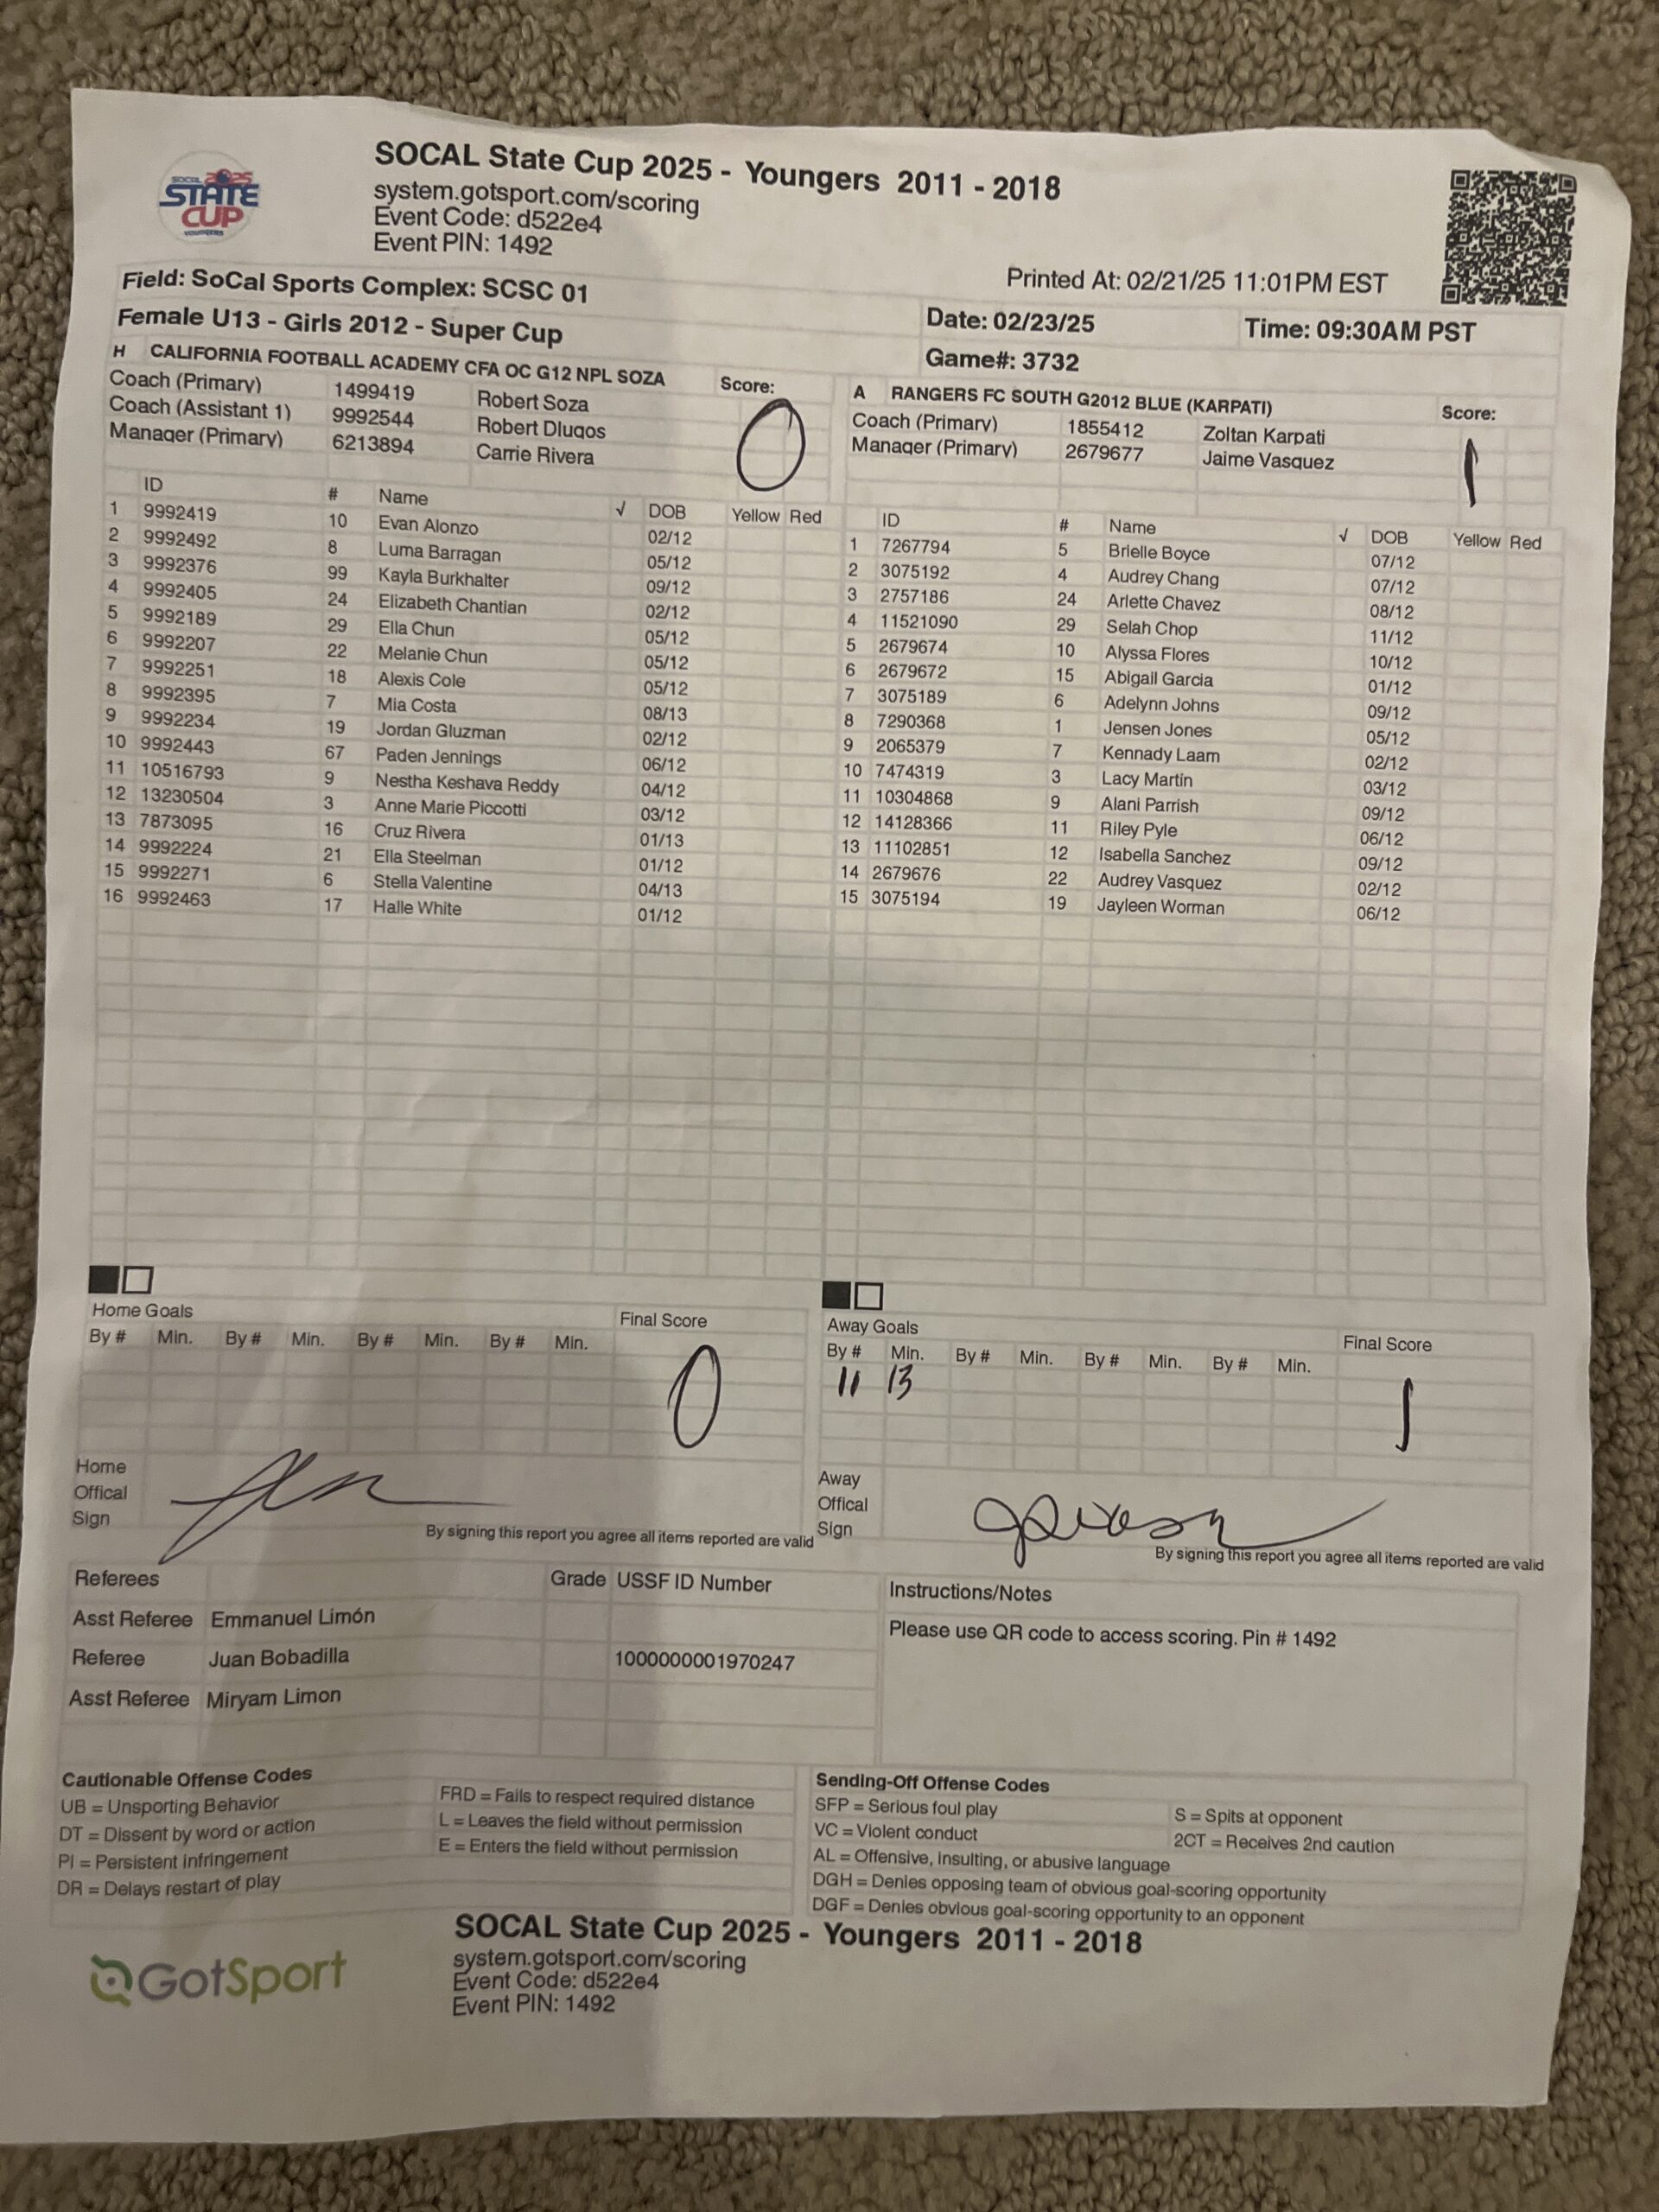 SOCAL 2025
STATE
CUP
YOUNGERS
SOCAL State Cup 2025 - Youngers 2011 - 2018
system.gotsport.com/scoring
Event Code: d522e4
Event PIN: 1492
Printed At: 02/21/25 11:01PM EST
Field: SoCal Sports Complex: SCSC 01
Female U13 - Girls 2012 - Super Cup
Date: 02/23/25 Time: 09:30AM PST
Game#: 3732
H CALIFORNIA FOOTBALL ACADEMY CFA OC G12 NPL SOZA Score:
Coach (Primary) 1499419 Robert Soza
Coach (Assistant 1) 9992544 Robert Dlugos
Manager (Primary) 6213894 Carrie Rivera
0
ID # Name √ DOB Yellow Red
1 9992419 10 Evan Alonzo 02/12
2 9992492 8 Luma Barragan 05/12
3 9992376 99 Kayla Burkhalter 09/12
4 9992405 24 Elizabeth Chantian 02/12
5 9992189 29 Ella Chun 05/12
6 9992207 22 Melanie Chun 05/12
7 9992251 18 Alexis Cole 05/12
8 9992395 7 Mia Costa 08/13
9 9992234 19 Jordan Gluzman 02/12
10 9992443 67 Paden Jennings 06/12
11 10516793 9 Nestha Keshava Reddy 04/12
12 13230504 3 Anne Marie Piccotti 03/12
13 7873095 16 Cruz Rivera 01/13
14 9992224 21 Ella Steelman 01/12
15 9992271 6 Stella Valentine 04/13
16 9992463 17 Halle White 01/12
A RANGERS FC SOUTH G2012 BLUE (KARPATI) Score:
Coach (Primary) 1855412 Zoltan Karpati
Manager (Primary) 2679677 Jaime Vasquez
1
ID # Name √ DOB Yellow Red
1 7267794 5 Brielle Boyce 07/12
2 3075192 4 Audrey Chang 07/12
3 2757186 24 Arlette Chavez 08/12
4 11521090 29 Selah Chop 11/12
5 2679674 10 Alyssa Flores 10/12
6 2679672 15 Abigail Garcia 01/12
7 3075189 6 Adelynn Johns 09/12
8 7290368 1 Jensen Jones 05/12
9 2065379 7 Kennady Laam 02/12
10 7474319 3 Lacy Martin 03/12
11 10304868 9 Alani Parrish 09/12
12 14128366 11 Riley Pyle 06/12
13 11102851 12 Isabella Sanchez 09/12
14 2679676 22 Audrey Vasquez 02/12
15 3075194 19 Jayleen Worman 06/12
Home Goals Final Score
By # Min. By # Min. By # Min. By # Min.
0
Away Goals Final Score
By # Min. By # Min. By # Min. By # Min.
11 13
1
Home
Offical
Sign
By signing this report you agree all items reported are valid
Away
Offical
Sign
By signing this report you agree all items reported are valid
Referees Grade USSF ID Number
Asst Referee Emmanuel Limón
Referee Juan Bobadilla 1000000001970247
Asst Referee Miryam Limon
Instructions/Notes
Please use QR code to access scoring. Pin # 1492
Cautionable Offense Codes
UB = Unsporting Behavior
DT = Dissent by word or action
PI = Persistent infringement
DR = Delays restart of play
FRD = Fails to respect required distance
L = Leaves the field without permission
E = Enters the field without permission
Sending-Off Offense Codes
SFP = Serious foul play
VC = Violent conduct
AL = Offensive, insulting, or abusive language
DGH = Denies opposing team of obvious goal-scoring opportunity
DGF = Denies obvious goal-scoring opportunity to an opponent
S = Spits at opponent
2CT = Receives 2nd caution
GotSport
SOCAL State Cup 2025 - Youngers 2011 - 2018
system.gotsport.com/scoring
Event Code: d522e4
Event PIN: 1492